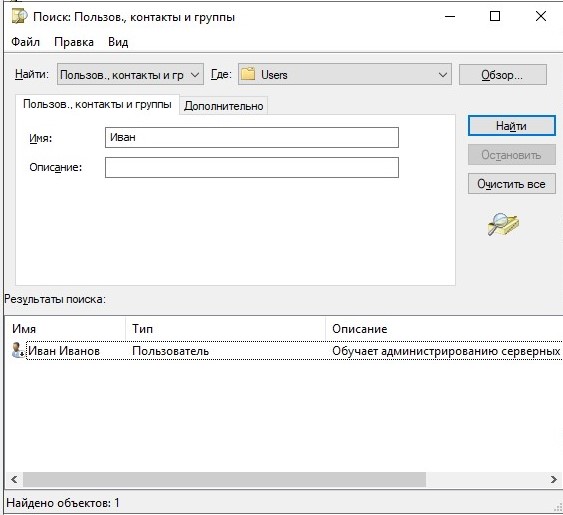 Поиск: Пользов., контакты и группы
Файл Правка Вид
Найти: Пользов., контакты и гр Где: Users Обзор...
Пользов., контакты и группы Дополнительно
Имя: Иван
Найти
Описание:
Остановить
Очистить все
Результаты поиска:
Имя Тип Описание
Иван Иванов Пользователь Обучает администрированию серверных
Найдено объектов: 1